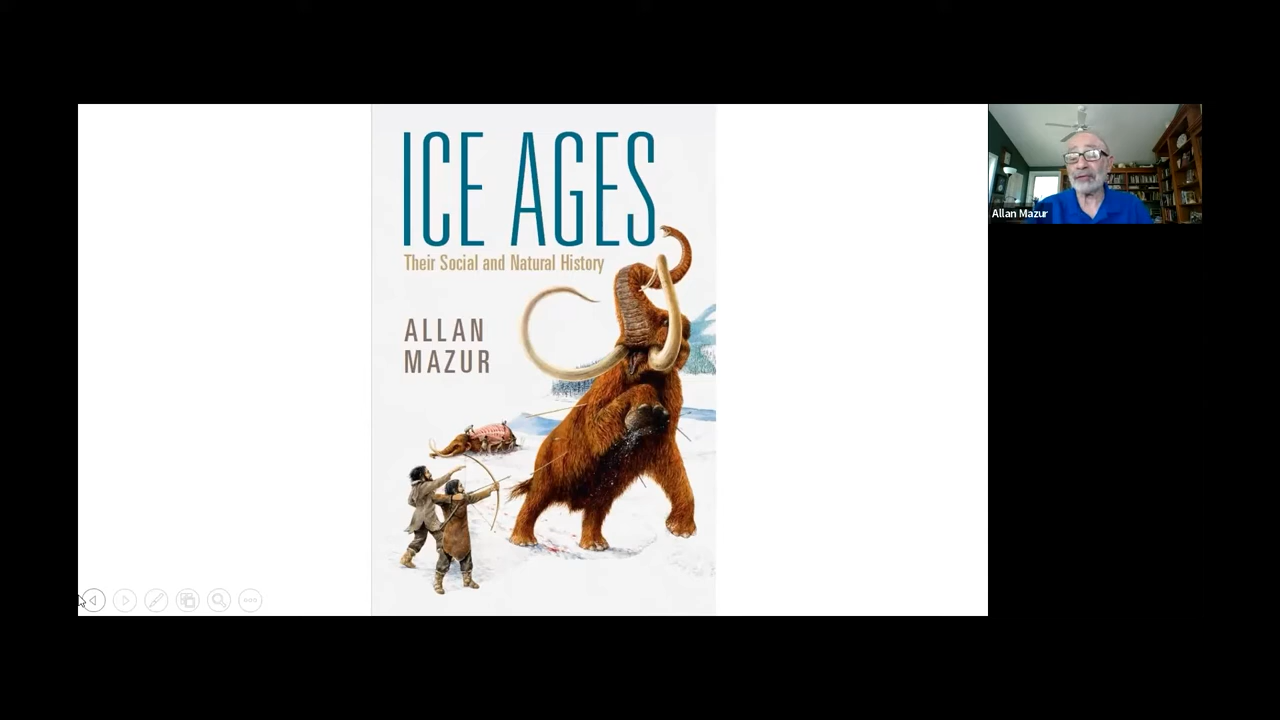 ICE AGES
Their Social and Natural History
ALLAN
MAZUR
Allan Mazur